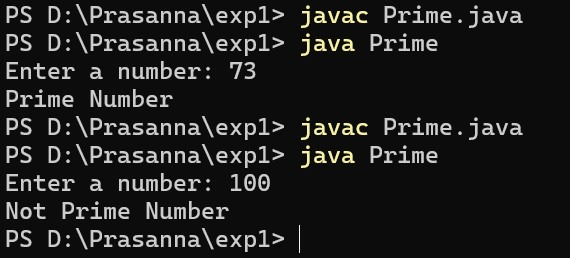 PS D:\Prasanna\exp1> javac Prime.java
PS D:\Prasanna\exp1> java Prime
Enter a number: 73
Prime Number
PS D:\Prasanna\exp1> javac Prime.java
PS D:\Prasanna\exp1> java Prime
Enter a number: 100
Not Prime Number
PS D:\Prasanna\exp1>